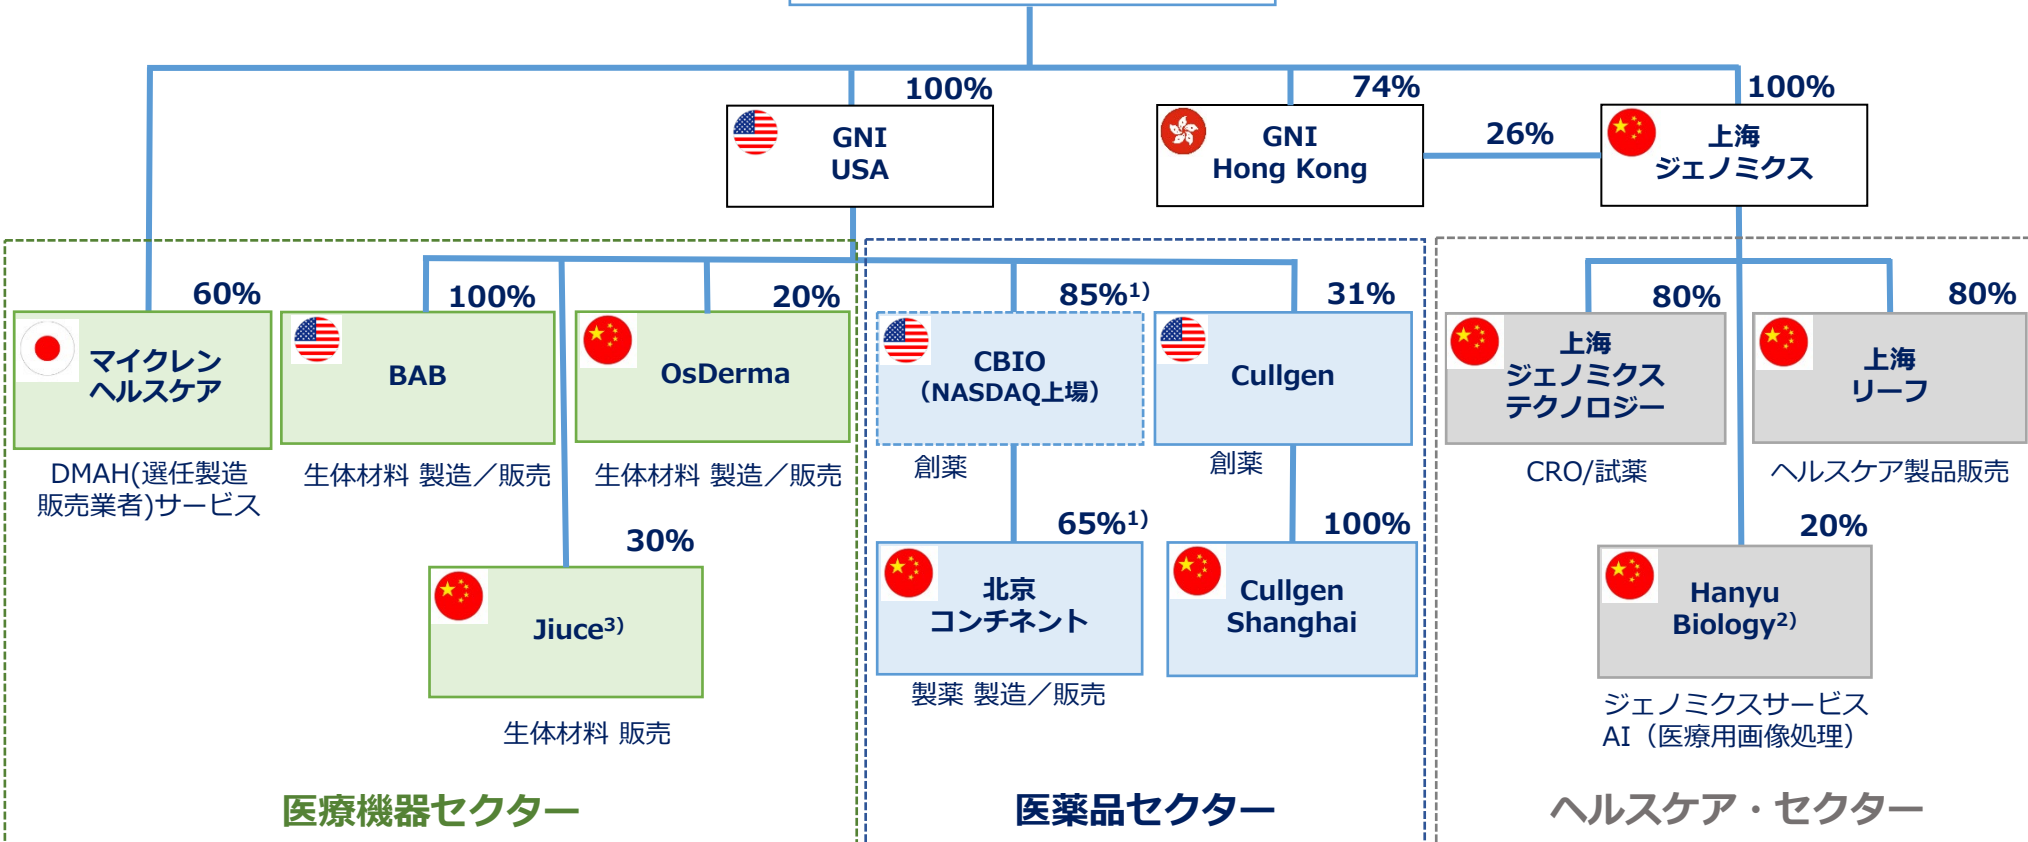 100%
74%
100%
GNI
USA
GNI
Hong Kong
26%
上海
ジェノミクス
60%
100%
20%
85%1)
31%
80%
80%
マイクレン
ヘルスケア
BAB
OsDerma
CBIO
（NASDAQ上場）
Cullgen
上海
ジェノミクス
テクノロジー
上海
リーフ
DMAH(選任製造
販売業者)サービス
生体材料 製造／販売
生体材料 製造／販売
創薬
創薬
CRO/試薬
ヘルスケア製品販売
30%
65%1)
100%
20%
Jiuce3)
北京
コンチネント
Cullgen
Shanghai
Hanyu
Biology2)
生体材料 販売
製薬 製造／販売
ジェノミクスサービス
AI（医療用画像処理）
医療機器セクター
医薬品セクター
ヘルスケア・セクター